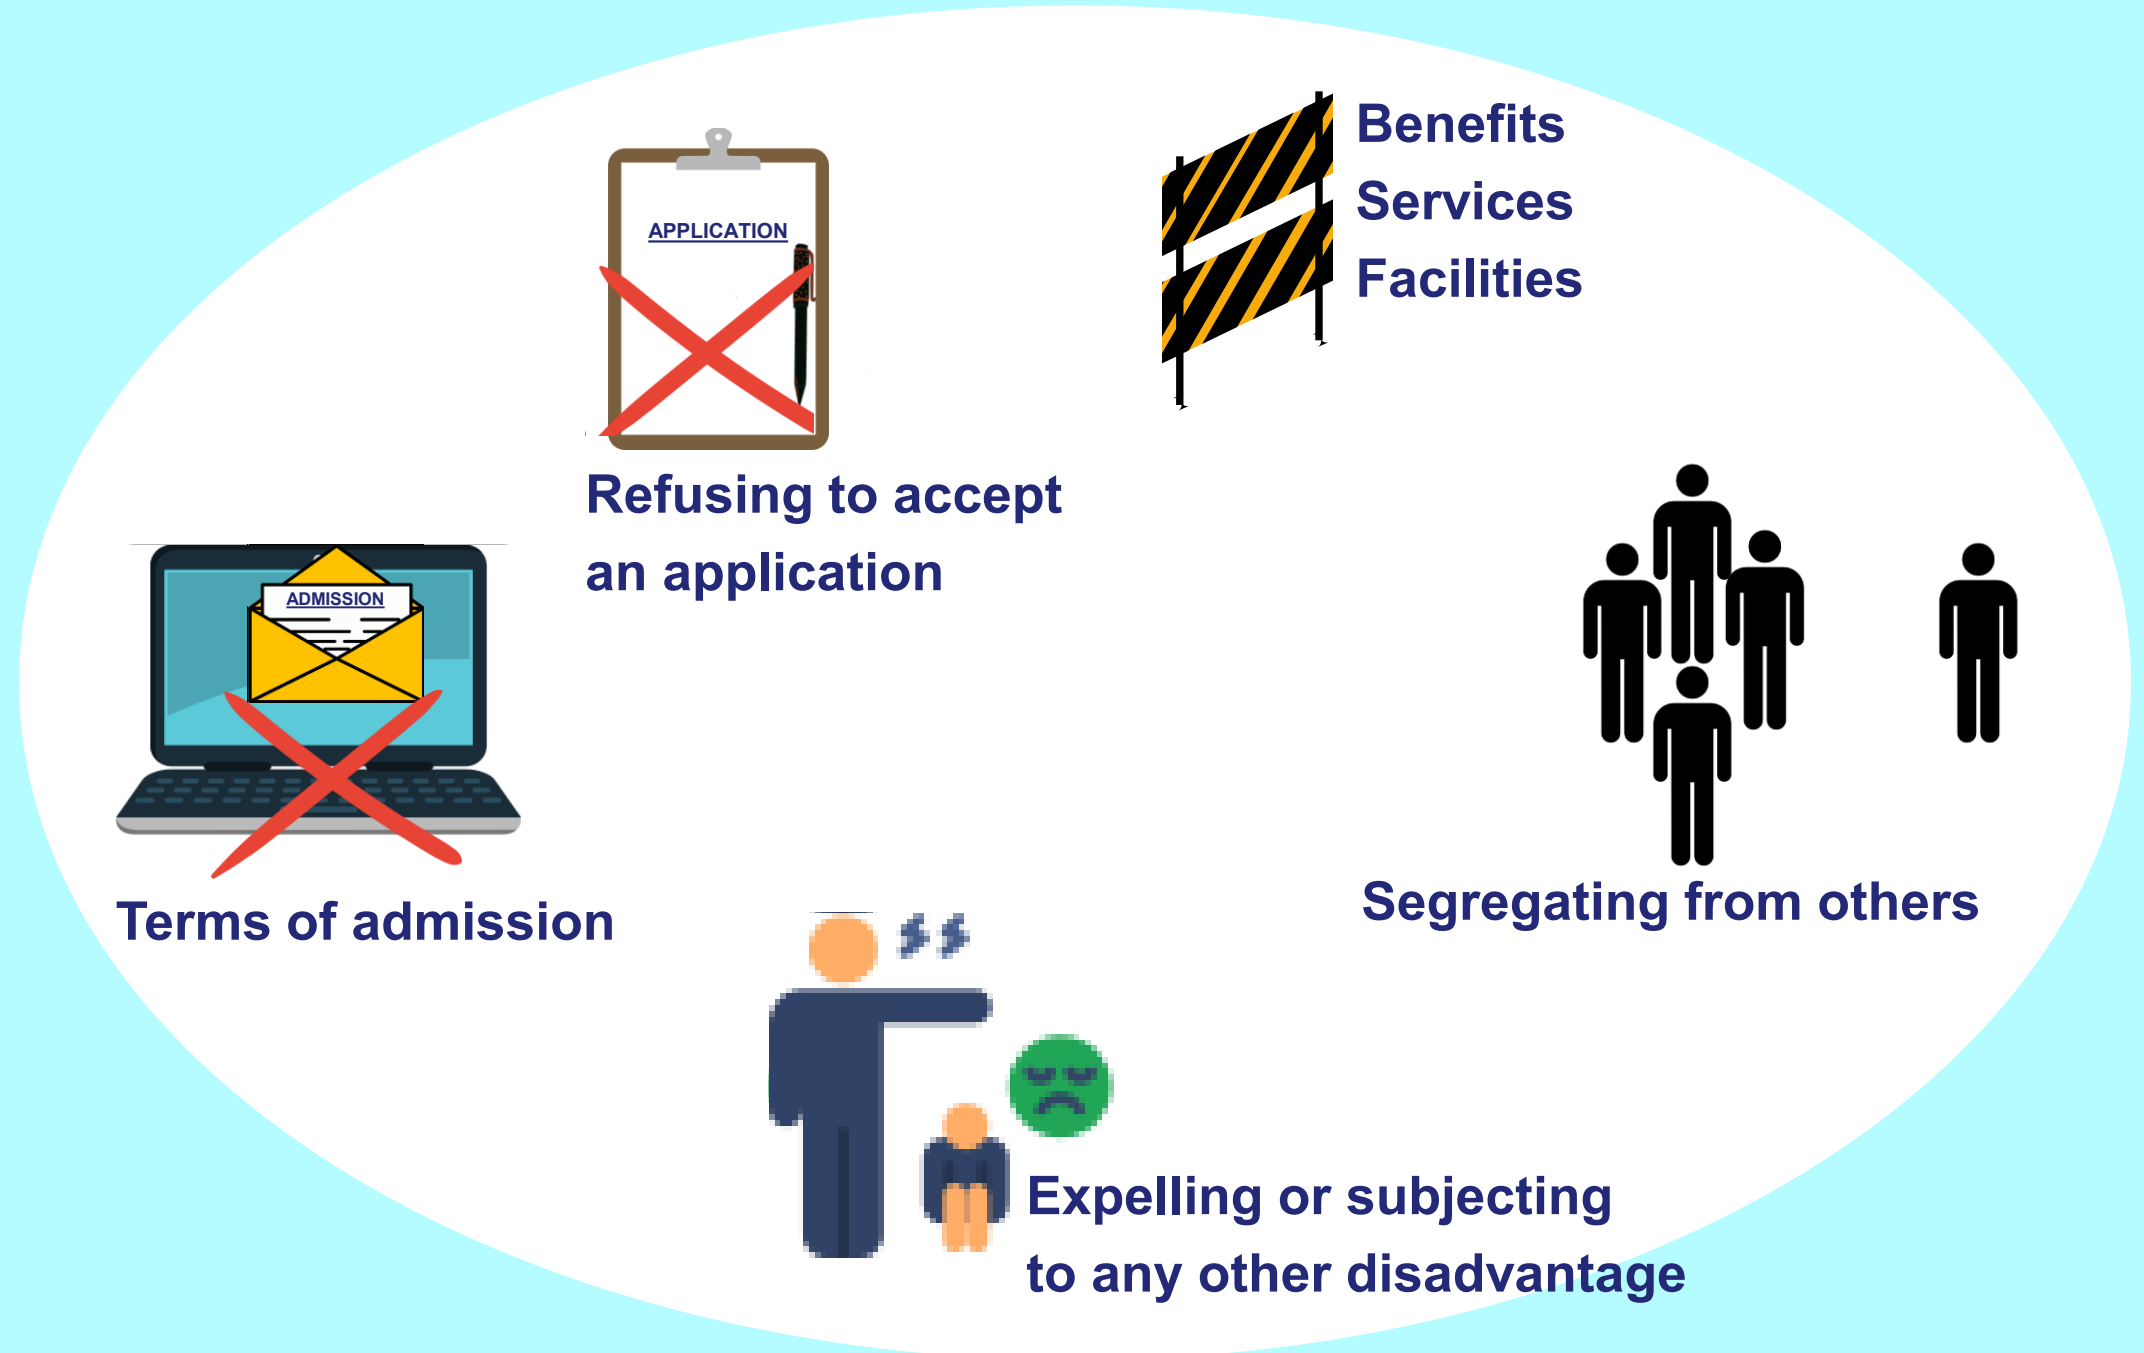 Benefits
Services
Facilities
APPLICATION
Refusing to accept
an application
ADMISSION
Terms of admission
Segregating from others
Expelling or subjecting
to any other disadvantage